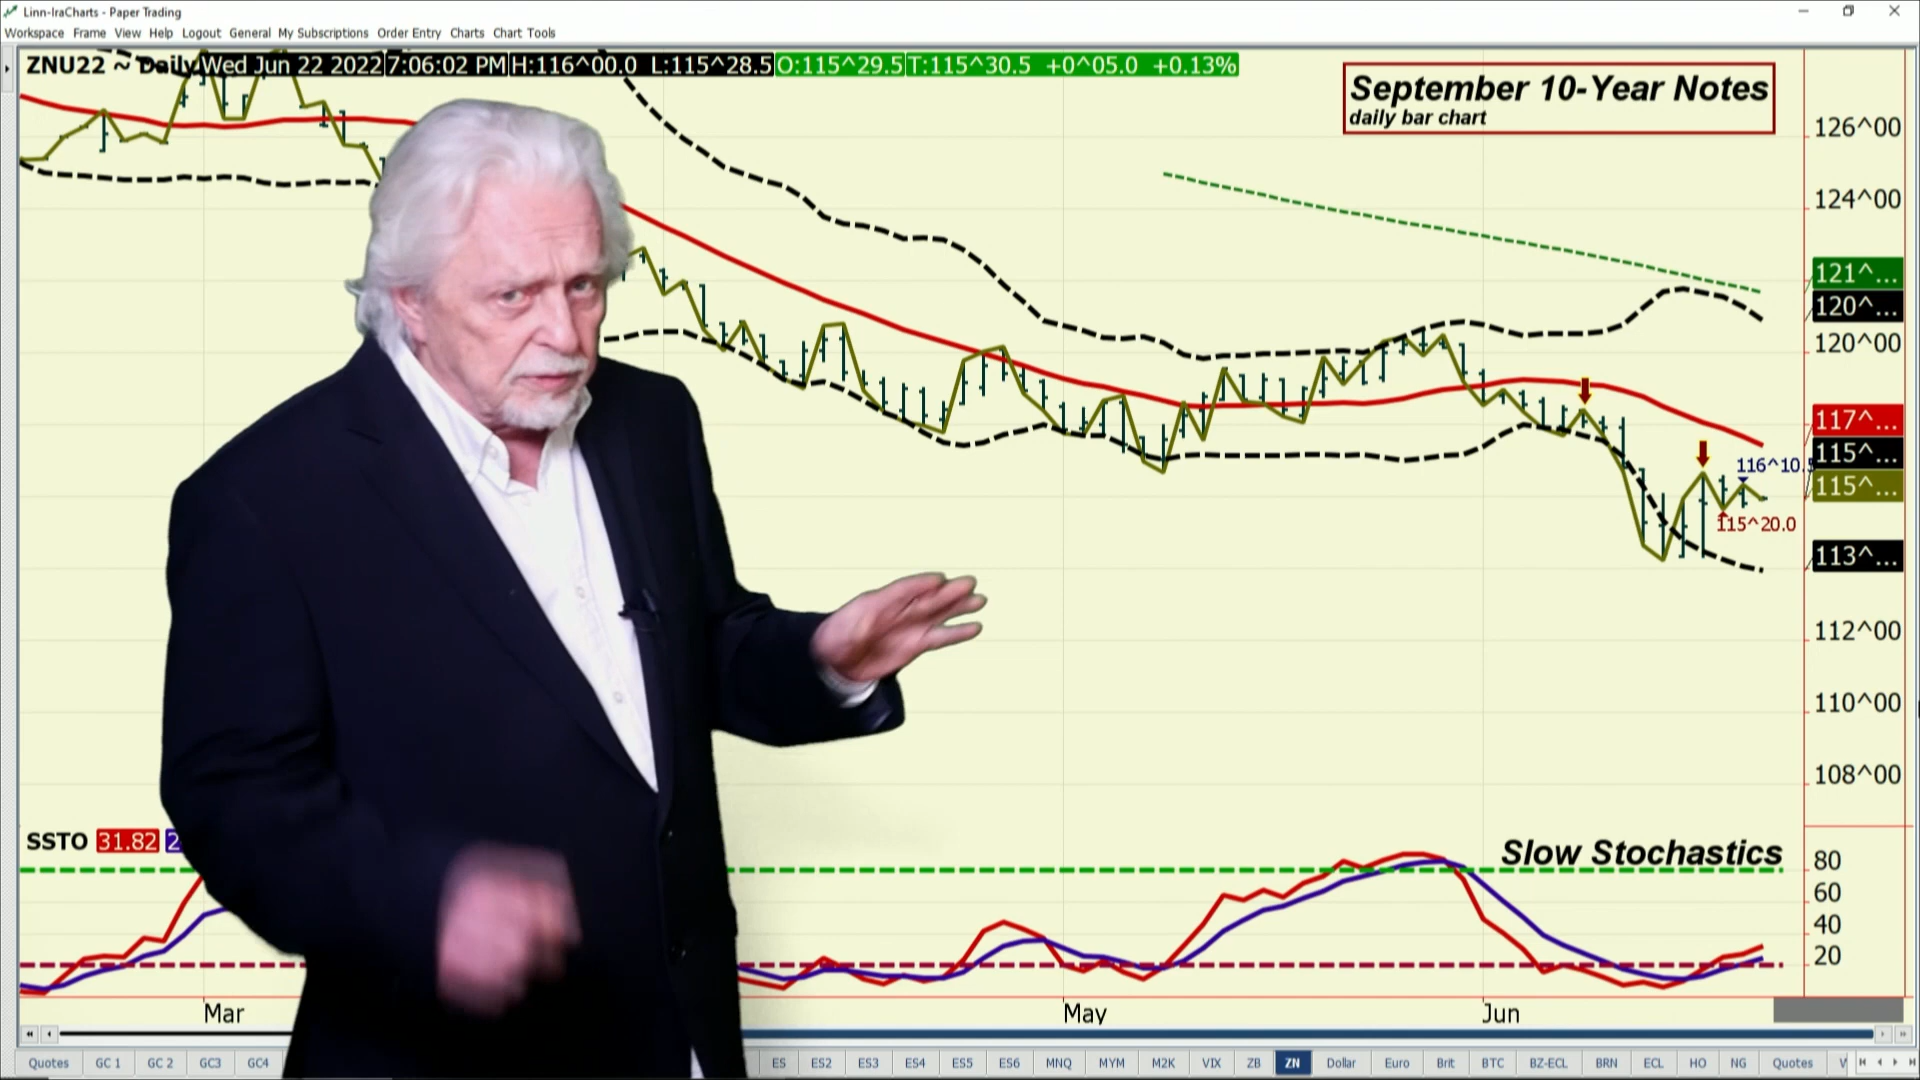 Linn-IraCharts - Paper Trading
Workspace Frame View Help Logout General My Subscriptions Order Entry Charts Chart Tools
ZNU22 ~ Daily Wed Jun 22 2022 7:06:02 PM H:116^00.0 L:115^28.5 O:115^29.5 T:115^30.5 +0^05.0 +0.13%
September 10-Year Notes
daily bar chart
126^00
124^00
121^...
120^...
120^00
117^...
115^...
116^10.5
115^...
115^20.0
113^...
112^00
110^00
108^00
SSTO 31.82 2
Slow Stochastics
80
60
40
20
Mar May Jun
Quotes GC 1 GC 2 GC3 GC4 ES ES2 ES3 ES4 ES5 ES6 MNQ MYM M2K VIX ZB ZN Dollar Euro Brit BTC BZ-ECL BRN ECL HO NG Quotes